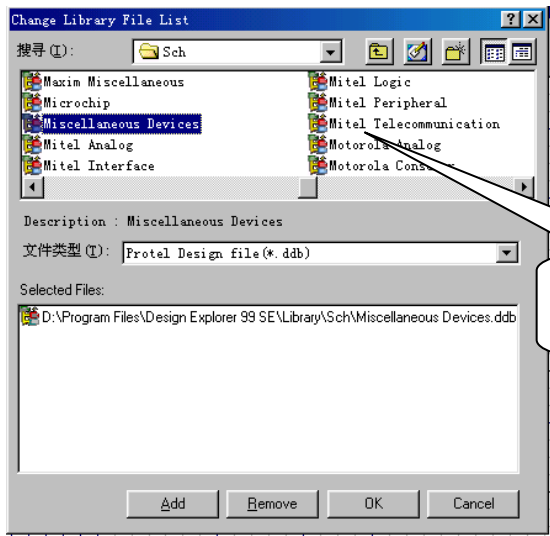 Change Library File List
搜寻(I):
Sch
Maxim Miscellaneous
Microchip
Miscellaneous Devices
Mitel Analog
Mitel Interface
Mitel Logic
Mitel Peripheral
Mitel Telecommunication
Motorola Analog
Motorola
Description : Miscellaneous Devices
文件类型(T):
Protel Design file(*.ddb)
Selected Files:
D:\Program Files\Design Explorer 99 SE\Library\Sch\Miscellaneous Devices.ddb
Add
Remove
OK
Cancel